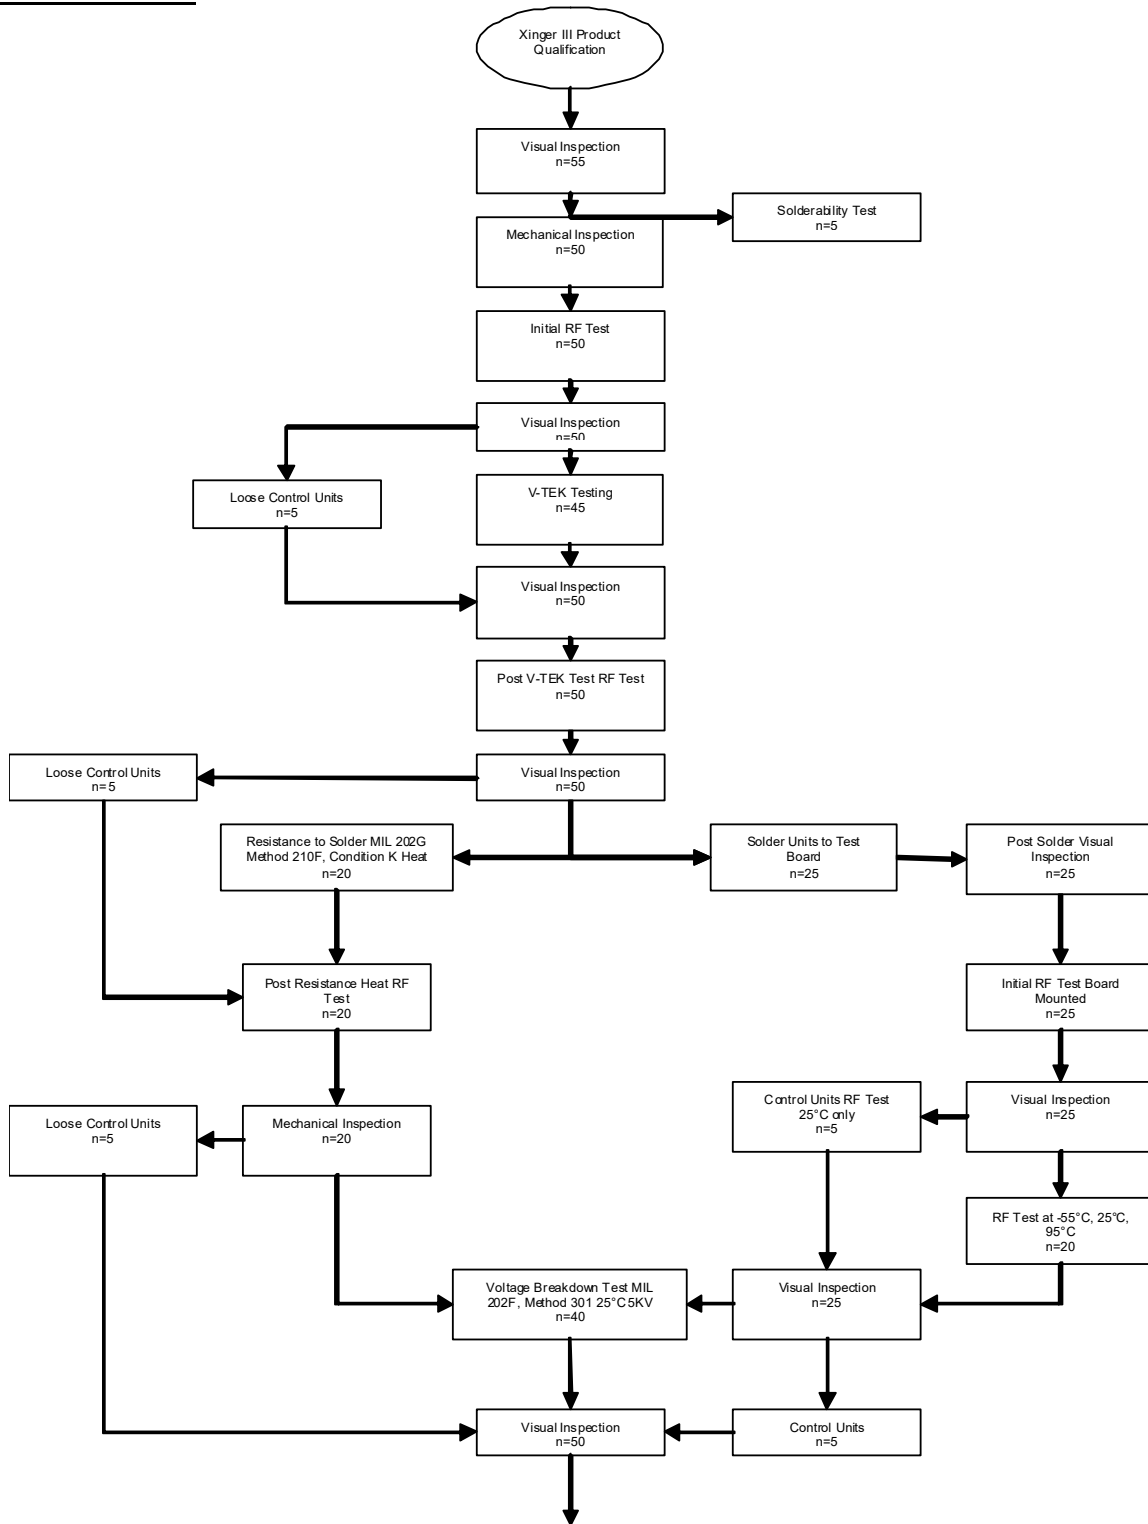 Xinger III Product
Qualification
Visual Inspection
n=55
Solderability Test
n=5
Mechanical Inspection
n=50
Initial RF Test
n=50
Visual Inspection
n=50
Loose Control Units
n=5
V-TEK Testing
n=45
Visual Inspection
n=50
Post V-TEK Test RF Test
n=50
Loose Control Units
n=5
Visual Inspection
n=50
Resistance to Solder MIL 202G
Method 210F, Condition K Heat
n=20
Solder Units to Test
Board
n=25
Post Solder Visual
Inspection
n=25
Post Resistance Heat RF
Test
n=20
Initial RF Test Board
Mounted
n=25
Loose Control Units
n=5
Mechanical Inspection
n=20
Control Units RF Test
25°C only
n=5
Visual Inspection
n=25
RF Test at -55°C, 25°C,
95°C
n=20
Voltage Breakdown Test MIL
202F, Method 301 25°C 5KV
n=40
Visual Inspection
n=25
Visual Inspection
n=50
Control Units
n=5